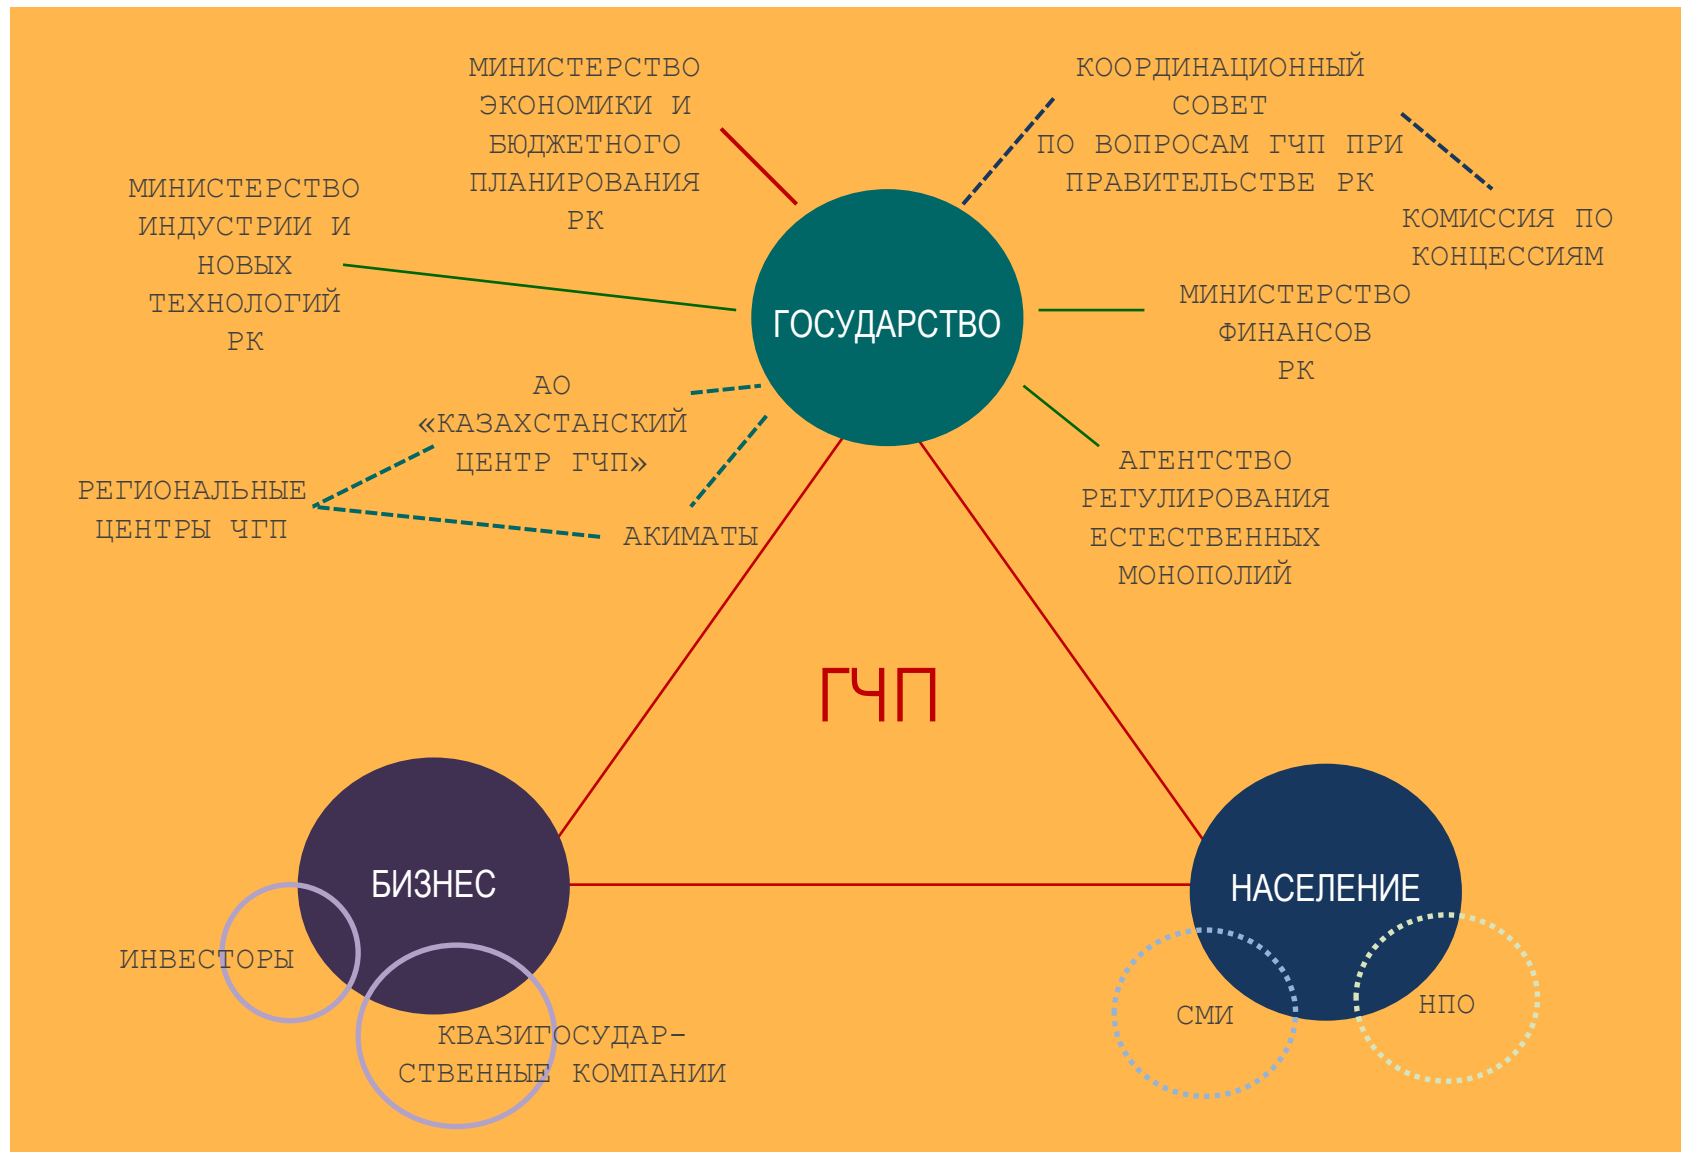 МИНИСТЕРСТВО
ЭКОНОМИКИ И
БЮДЖЕТНОГО
ПЛАНИРОВАНИЯ
РК
КООРДИНАЦИОННЫЙ
СОВЕТ
ПО ВОПРОСАМ ГЧП ПРИ
ПРАВИТЕЛЬСТВЕ РК
МИНИСТЕРСТВО
ИНДУСТРИИ И
НОВЫХ
ТЕХНОЛОГИЙ
РК
КОМИССИЯ ПО
КОНЦЕССИЯМ
ГОСУДАРСТВО
МИНИСТЕРСТВО
ФИНАНСОВ
РК
АО
«КАЗАХСТАНСКИЙ
ЦЕНТР ГЧП»
РЕГИОНАЛЬНЫЕ
ЦЕНТРЫ ЧГП
АКИМАТЫ
АГЕНТСТВО
РЕГУЛИРОВАНИЯ
ЕСТЕСТВЕННЫХ
МОНОПОЛИЙ
ГЧП
БИЗНЕС
НАСЕЛЕНИЕ
ИНВЕСТОРЫ
КВАЗИГОСУДАР-
СТВЕННЫЕ КОМПАНИИ
СМИ
НПО